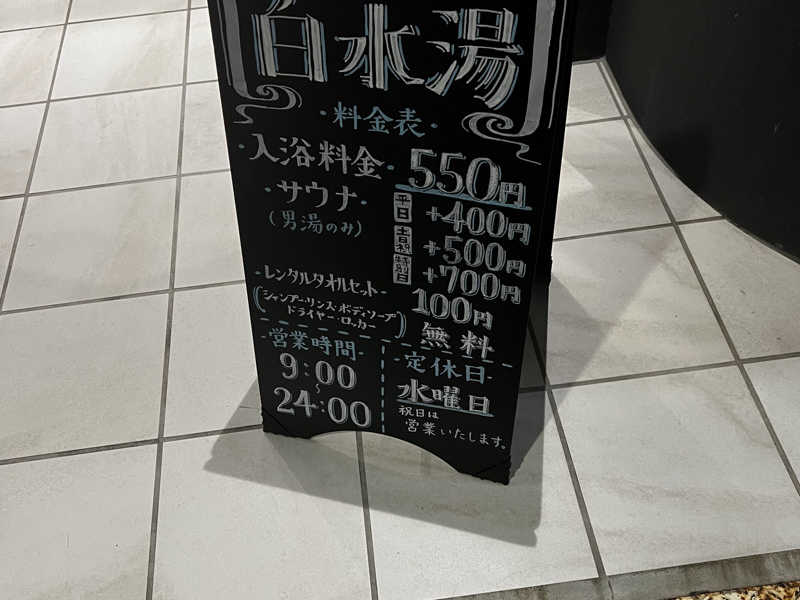 白水湯
・料金表・
・入浴料金・ 550円
・サウナ・ 平日 +400円
(男湯のみ) 土日祝 +500円
特別日 +700円
・レンタルタオルセット・ 100円
(シャンプー・リンス・ボディソープ
ドライヤー・ロッカー) 無料
・営業時間・
9:00
~
24:00
・定休日・
水曜日
祝日は
営業いたします。